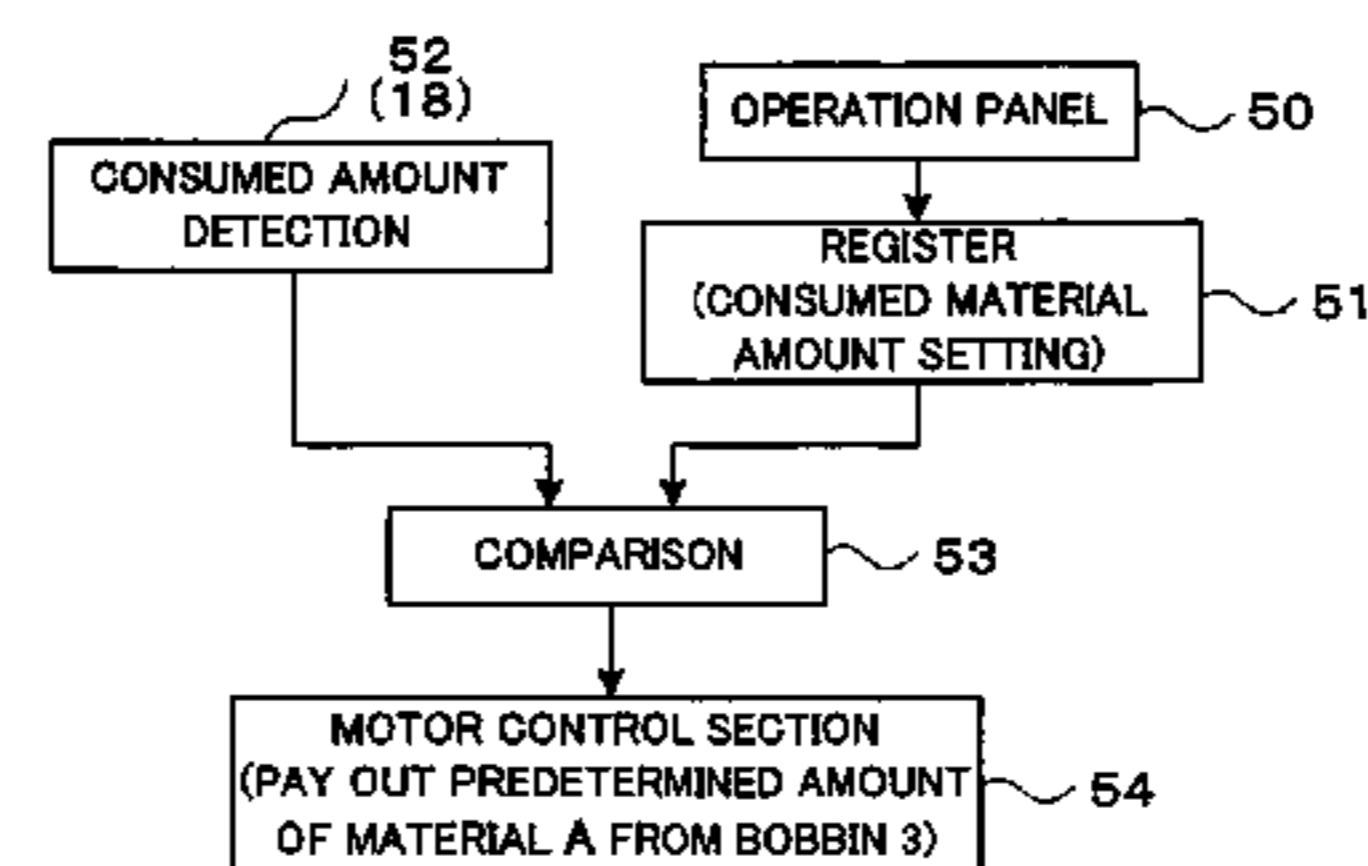 52
(18)
OPERATION PANEL
50
CONSUMED AMOUNT
DETECTION
REGISTER
(CONSUMED MATERIAL
AMOUNT SETTING)
51
COMPARISON
53
MOTOR CONTROL SECTION
(PAY OUT PREDETERMINED AMOUNT
OF MATERIAL A FROM BOBBIN 3)
54